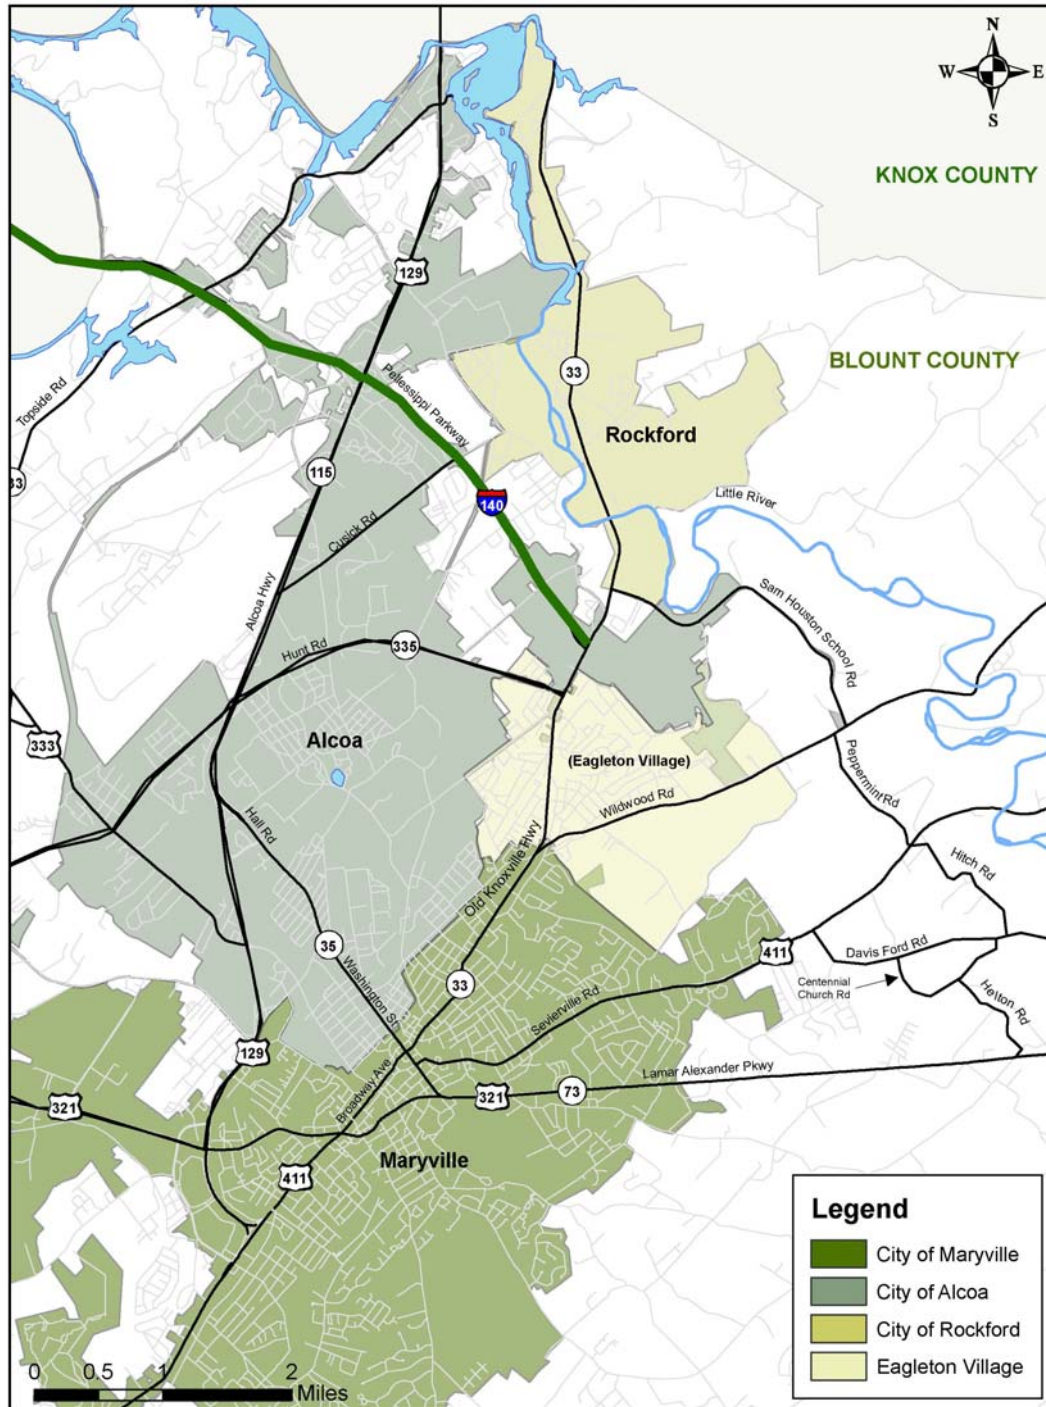 N
W E
S
KNOX COUNTY
129
BLOUNT COUNTY
33
Topside Rd
Pellessippi Parkway
Rockford
33
115
140
Little River
Cusick Rd
Alcoa Hwy
Sam Houston School Rd
Hunt Rd
335
333
Alcoa
(Eagleton Village)
Wildwood Rd
Peppermint Rd
Hall Rd
Old Knoxville Hwy
Hitch Rd
35
411
Davis Ford Rd
Washington St
33
Centennial
Church Rd
Sevierville Rd
Helton Rd
129
Lamar Alexander Pkwy
321
Broadway Ave
321
73
Maryville
411
Legend
City of Maryville
City of Alcoa
City of Rockford
Eagleton Village
0 0.5 1 2
Miles